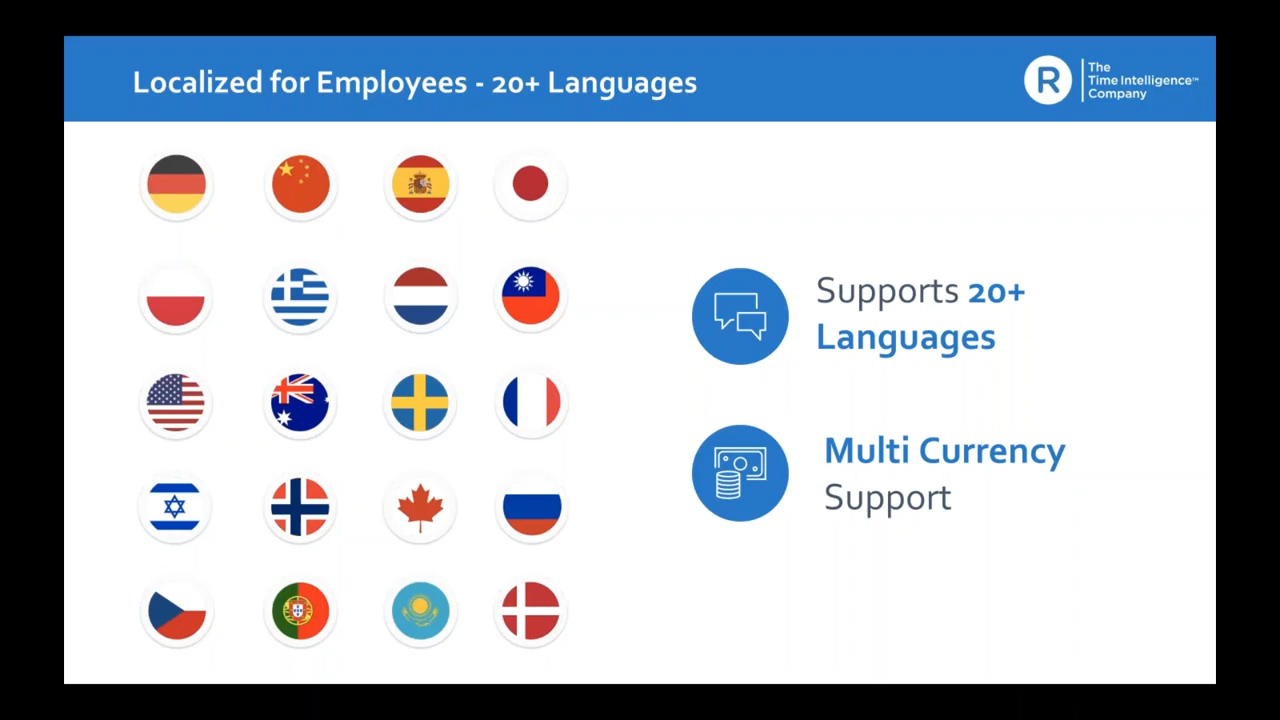 Localized for Employees - 20+ Languages
R
The
Time Intelligence™
Company
Supports 20+
Languages
Multi Currency
Support